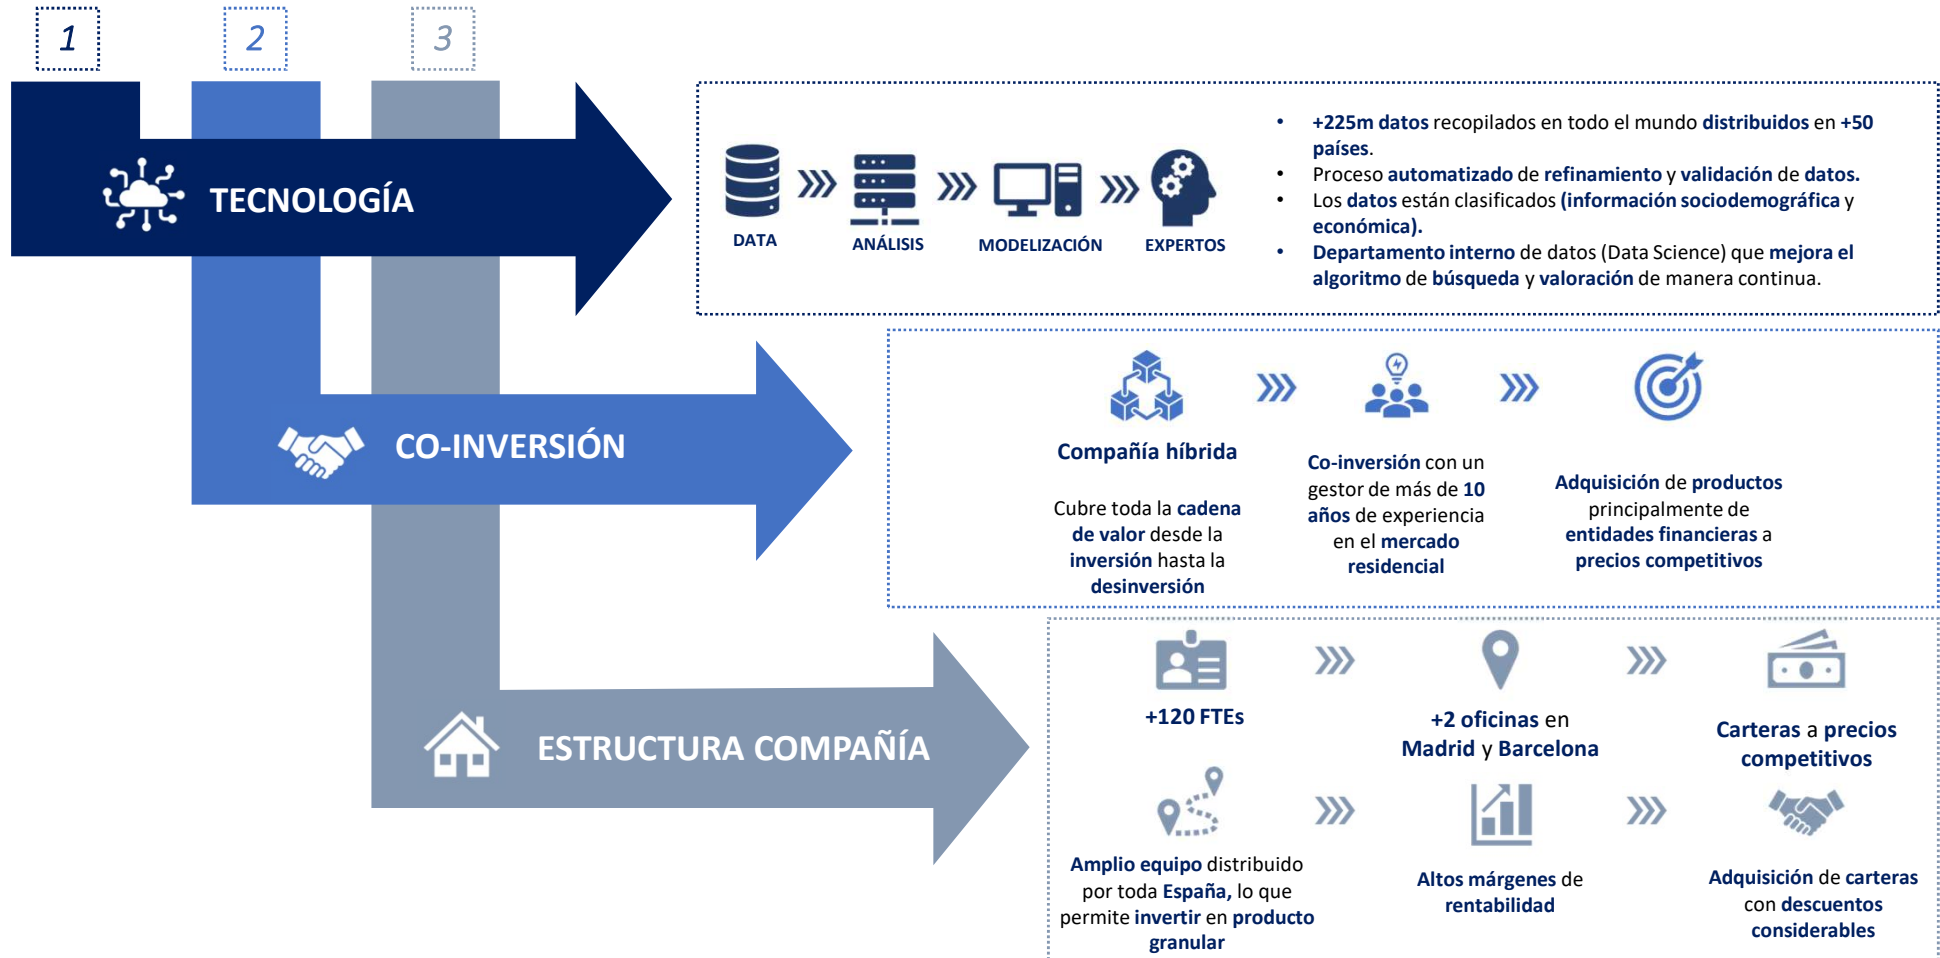 1
2
3
TECNOLOGÍA
DATA
ANÁLISIS
MODELIZACIÓN
EXPERTOS
• +225m datos recopilados en todo el mundo distribuidos en +50
países.
• Proceso automatizado de refinamiento y validación de datos.
• Los datos están clasificados (información sociodemográfica y
económica).
• Departamento interno de datos (Data Science) que mejora el
algoritmo de búsqueda y valoración de manera continua.
CO-INVERSIÓN
Compañía híbrida
Cubre toda la cadena
de valor desde la
inversión hasta la
desinversión
Co-inversión con un
gestor de más de 10
años de experiencia
en el mercado
residencial
Adquisición de productos
principalmente de
entidades financieras a
precios competitivos
ESTRUCTURA COMPAÑÍA
+120 FTEs
+2 oficinas en
Madrid y Barcelona
Carteras a precios
competitivos
Amplio equipo distribuido
por toda España, lo que
permite invertir en producto
granular
Altos márgenes de
rentabilidad
Adquisición de carteras
con descuentos
considerables